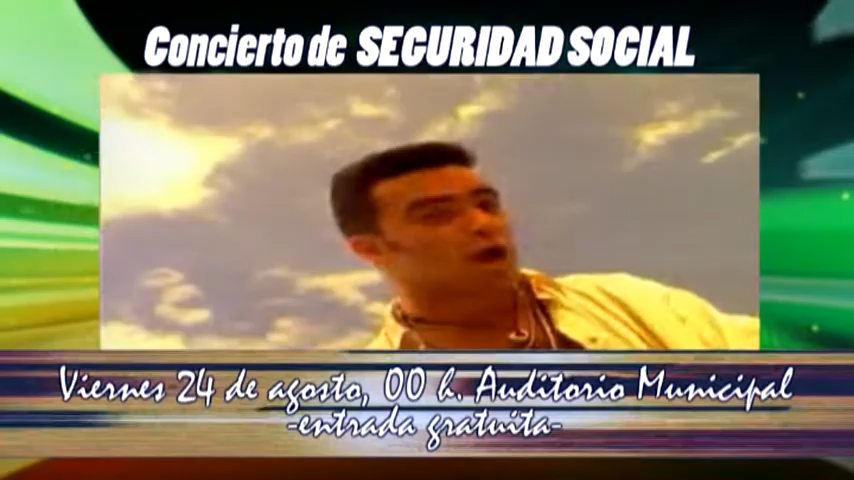 Concierto de SEGURIDAD SOCIAL
Viernes 24 de agosto, 00 h. Auditorio Municipal
-entrada gratuita-